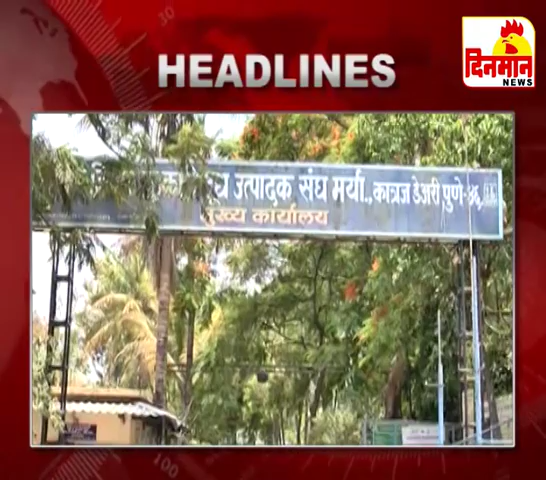 HEADLINES
दिनमान
NEWS
उत्पादक संघ मर्या., कात्रज डेअरी, पुणे-
मुख्य कार्यालय